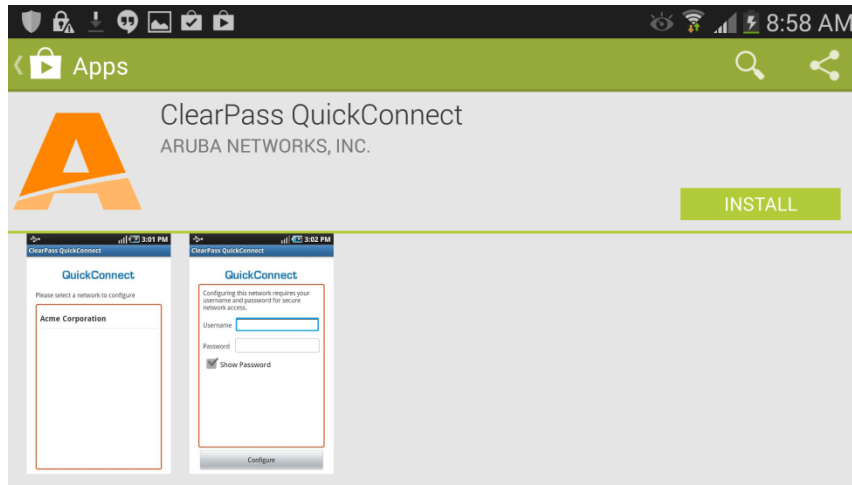 8:58 AM
Apps
ClearPass QuickConnect
ARUBA NETWORKS, INC.
INSTALL
3:01 PM
ClearPass QuickConnect
QuickConnect
Please select a network to configure
Acme Corporation
3:02 PM
ClearPass QuickConnect
QuickConnect
Configuring this network requires your
username and password for secure
network access.
Username
Password
Show Password
Configure